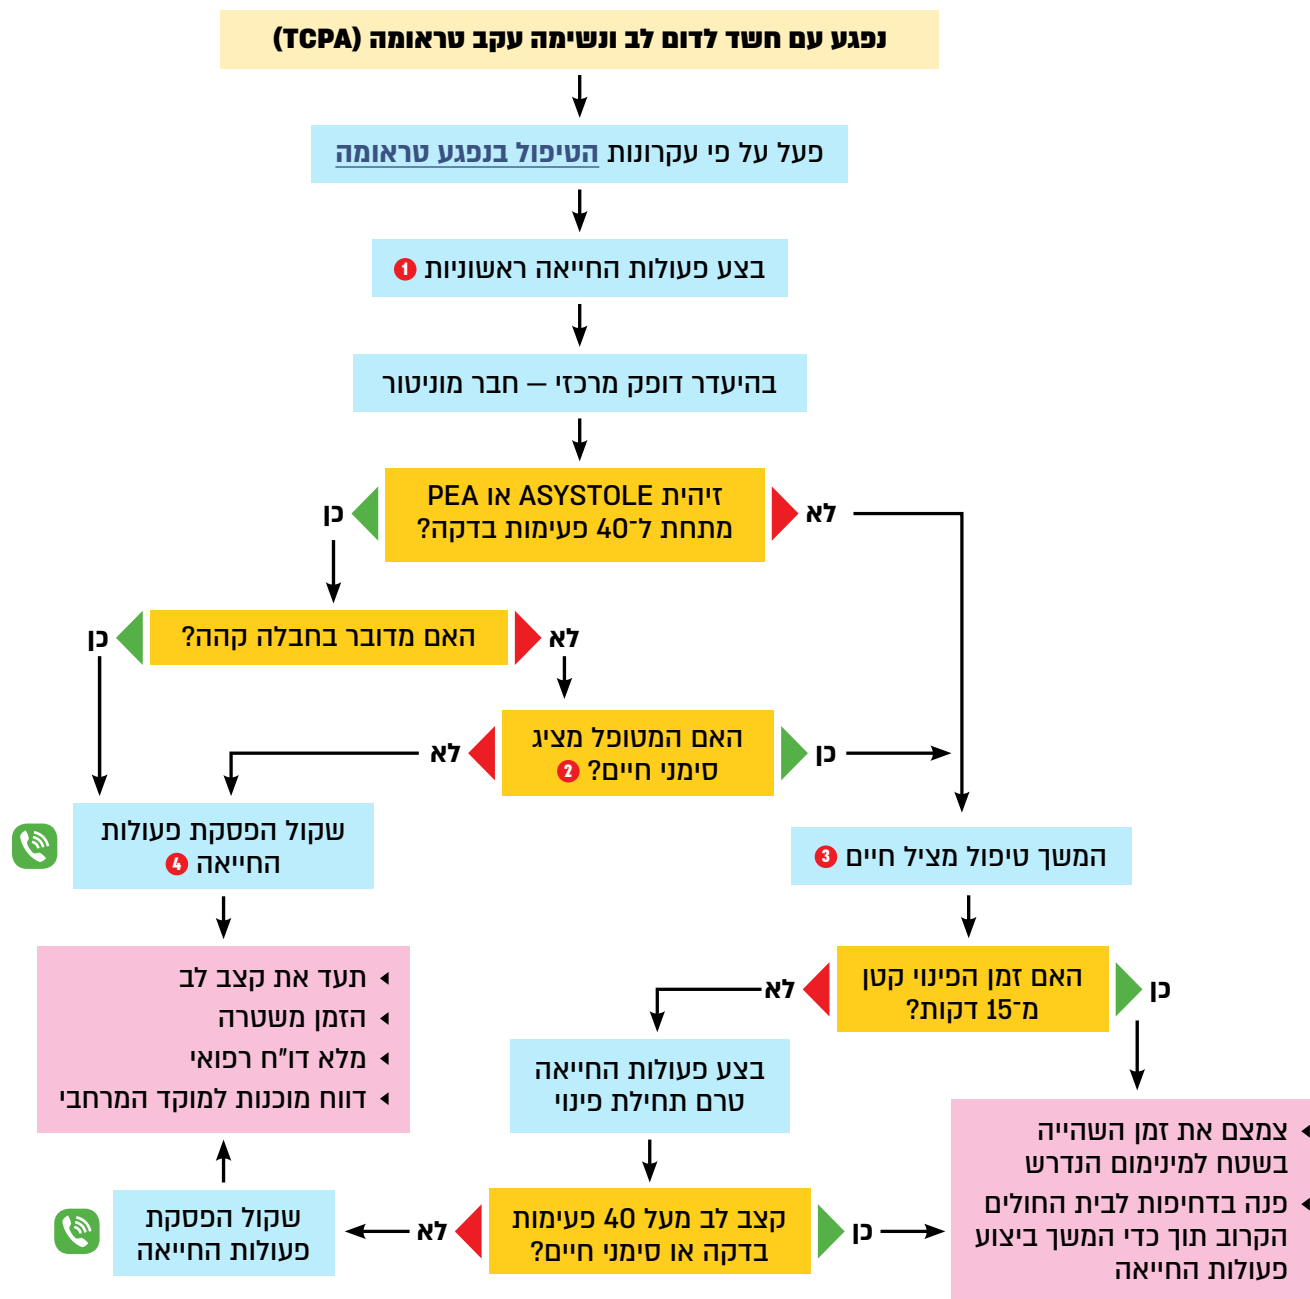 נפגע עם חשד לדום לב ונשימה עקב טראומה (TCPA)
פעל על פי עקרונות הטיפול בנפגע טראומה
בצע פעולות החייאה ראשוניות 1
בהיעדר דופק מרכזי – חבר מוניטור
זיהית ASYSTOLE או PEA
מתחת ל־40 פעימות בדקה?
לא
כן
האם מדובר בחבלה קהה?
לא
כן
האם המטופל מציג
סימני חיים? 2
כן
לא
שקול הפסקת פעולות
החייאה 4
המשך טיפול מציל חיים 3
תעד את קצב לב
הזמן משטרה
מלא דו"ח רפואי
דווח מוכנות למוקד המרחבי
האם זמן הפינוי קטן
מ־15 דקות?
כן
לא
בצע פעולות החייאה
טרם תחילת פינוי
צמצם את זמן השהייה
בשטח למינימום הנדרש
פנה בדחיפות לבית החולים
הקרוב תוך כדי המשך ביצוע
פעולות החייאה
קצב לב מעל 40 פעימות
בדקה או סימני חיים?
כן
לא
שקול הפסקת
פעולות החייאה